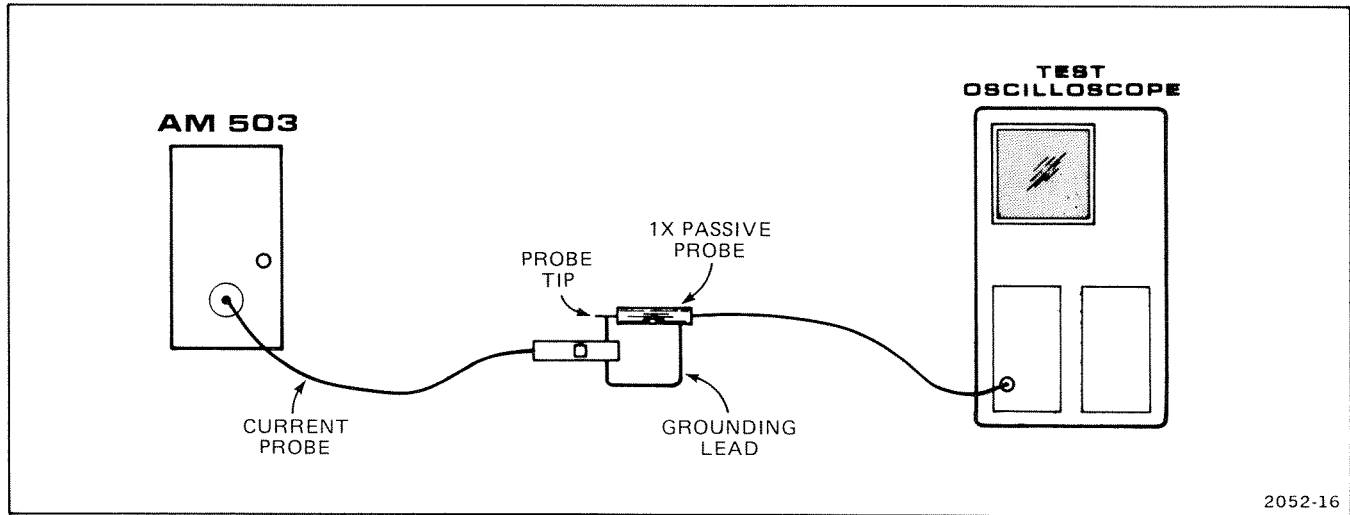 TEST
OSCILLOSCOPE
AM 503
1X PASSIVE
PROBE
PROBE
TIP
CURRENT
PROBE
GROUNDING
LEAD
2052-16